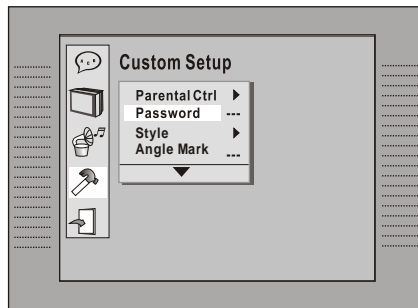 Custom Setup
Parental Ctrl
Password ---
Style
Angle Mark ---